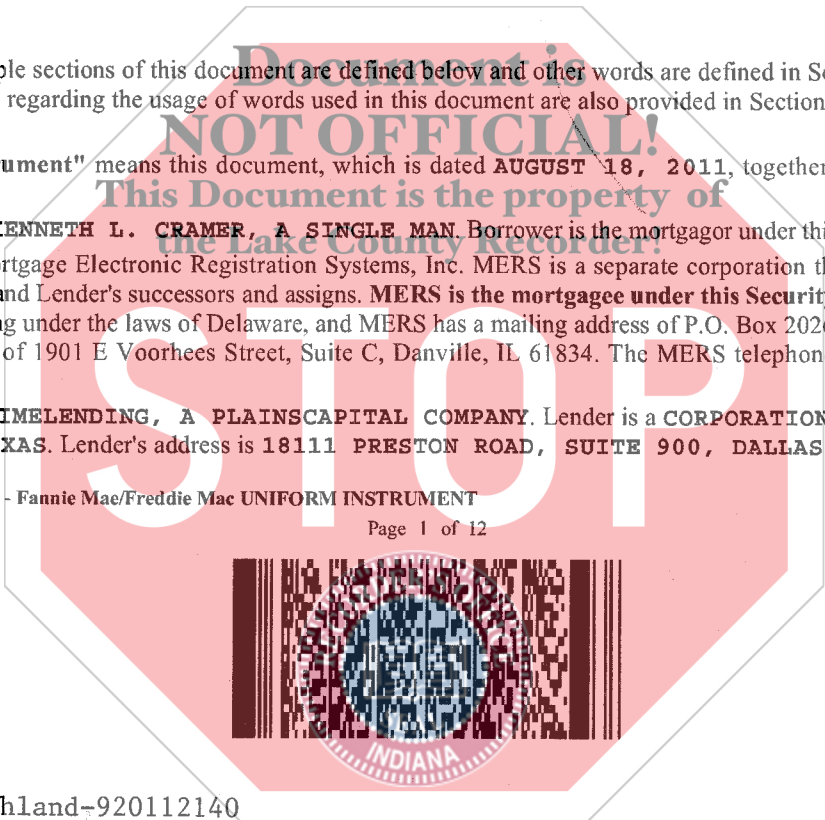 Document is
ple sections of this document are defined below and other words are defined in S
regarding the usage of words used in this document are also provided in Section
NOT OFFICIAL!
ument" means this document, which is dated AUGUST 18, 2011, together
This Document is the property of
ENNETH L. CRAMER, A SINGLE MAN. Borrower is the mortgagor under thi
the Lake County Recorder!
rtgage Electronic Registration Systems, Inc. MERS is a separate corporation t
nd Lender's successors and assigns. MERS is the mortgagee under this Securit
g under the laws of Delaware, and MERS has a mailing address of P.O. Box 202
of 1901 E Voorhees Street, Suite C, Danville, IL 61834. The MERS telephon
STOP
IMELENDING, A PLAINSCAPITAL COMPANY. Lender is a CORPORATION
XAS. Lender's address is 18111 PRESTON ROAD, SUITE 900, DALLAS
- Fannie Mae/Freddie Mac UNIFORM INSTRUMENT
Page 1 of 12
SEAL
INDIANA
hland-920112140